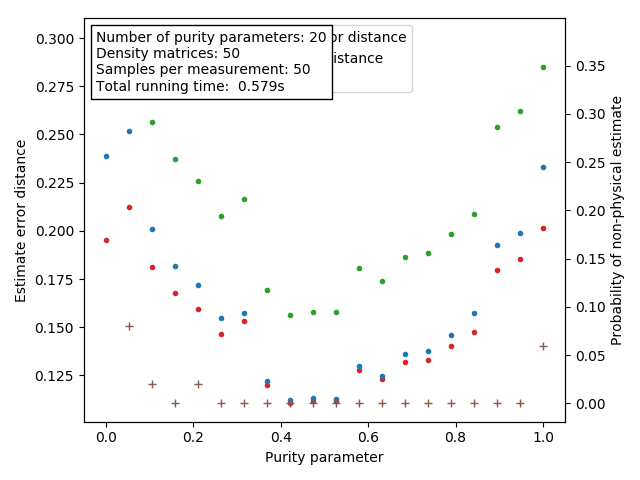 Number of purity parameters: 20
or distance
Density matrices: 50
istance
Samples per measurement: 50
Total running time: 0.579s
0.300
0.275
0.250
0.225
0.200
0.175
0.150
0.125
Estimate error distance
0.35
0.30
0.25
0.20
0.15
0.10
0.05
0.00
Probability of non-physical estimate
0.0 0.2 0.4 0.6 0.8 1.0
Purity parameter